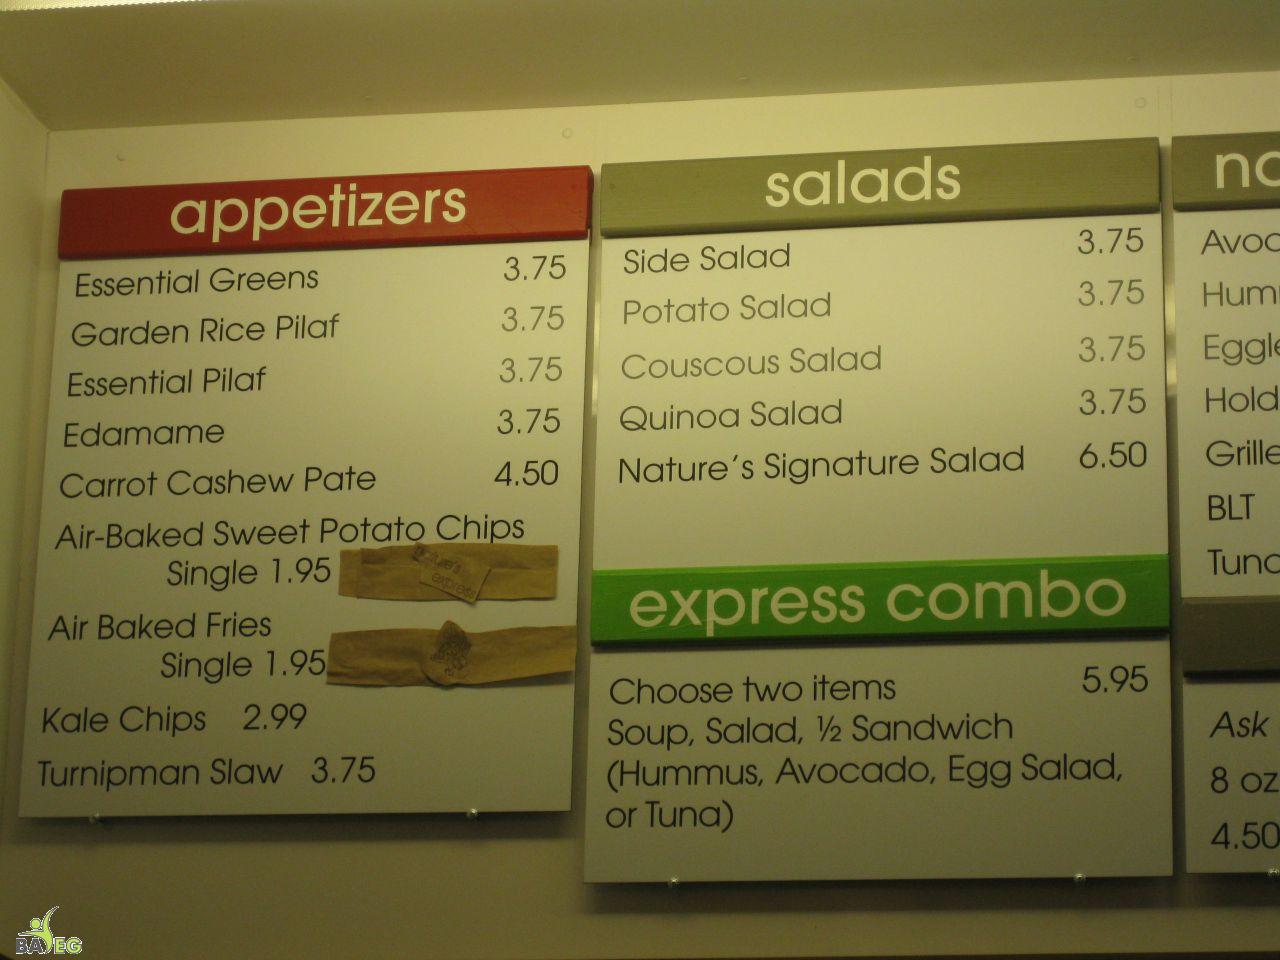 appetizers
Essential Greens 3.75
Garden Rice Pilaf 3.75
Essential Pilaf 3.75
Edamame 3.75
Carrot Cashew Pate 4.50
Air-Baked Sweet Potato Chips
Single 1.95
nature's
express
Air Baked Fries
Single 1.95
Kale Chips 2.99
Turnipman Slaw 3.75
salads
Side Salad 3.75
Potato Salad 3.75
Couscous Salad 3.75
Quinoa Salad 3.75
Nature's Signature Salad 6.50
express combo
Choose two items 5.95
Soup, Salad, ½ Sandwich
(Hummus, Avocado, Egg Salad,
or Tuna)
BLT
Ask
8 oz
4.50